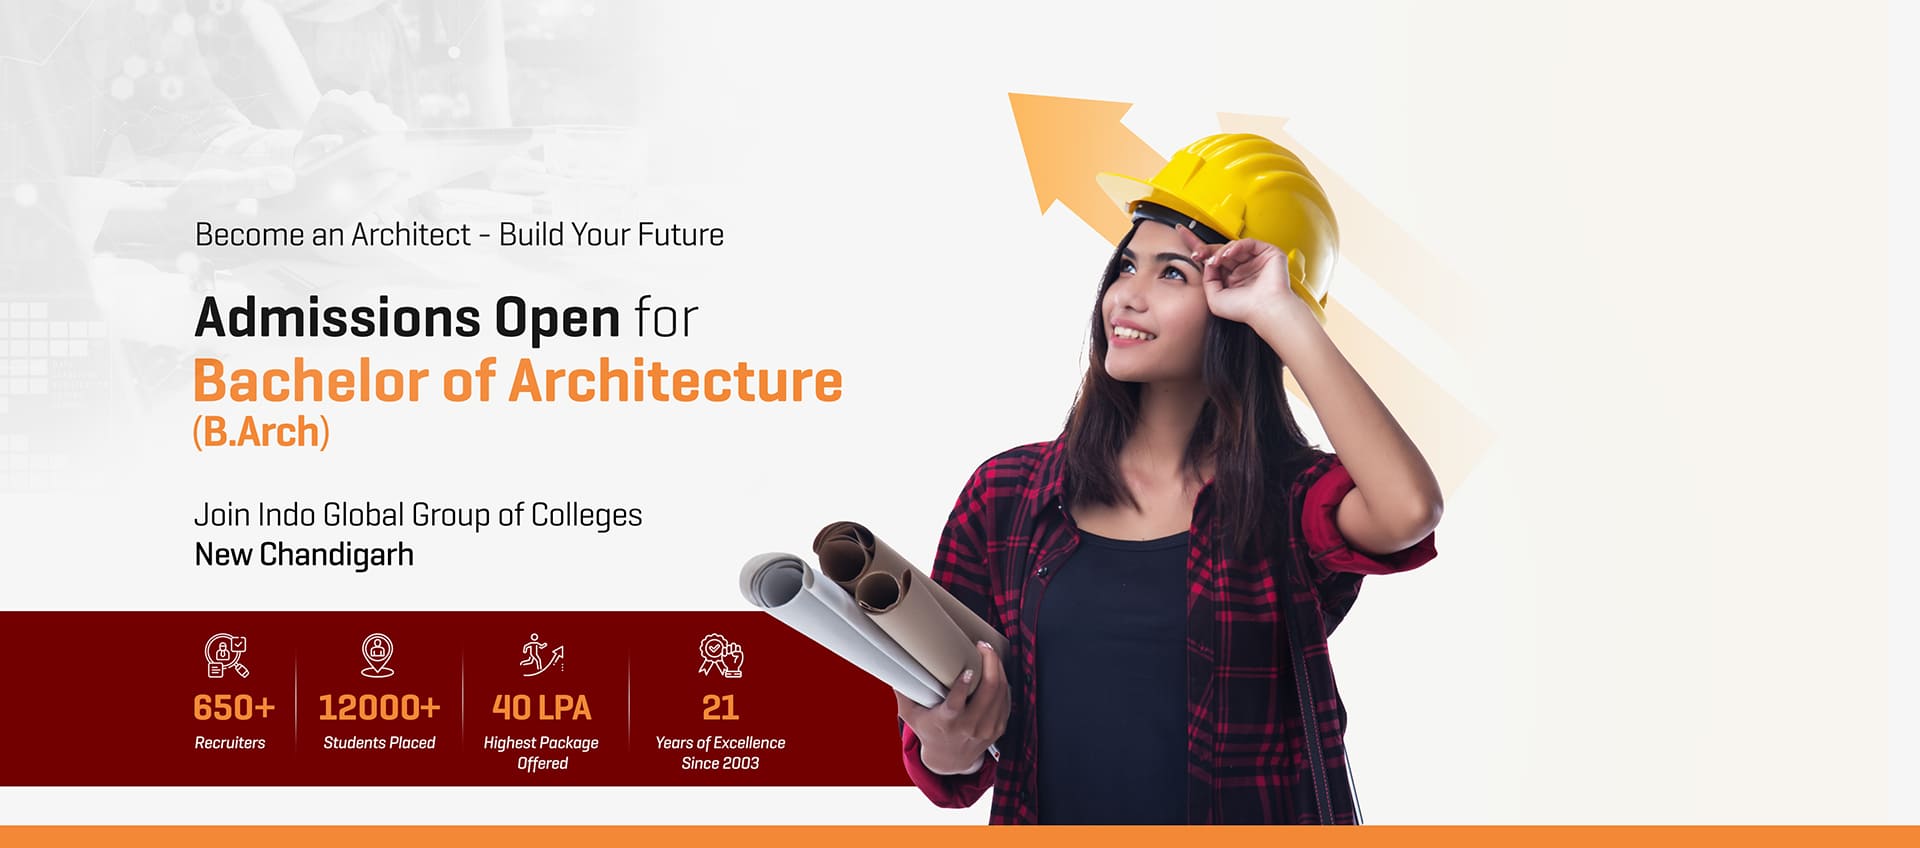 Become an Architect - Build Your Future
Admissions Open for
Bachelor of Architecture
(B.Arch)
Join Indo Global Group of Colleges
New Chandigarh
650+
Recruiters
12000+
Students Placed
40 LPA
Highest Package
Offered
21
Years of Excellence
Since 2003